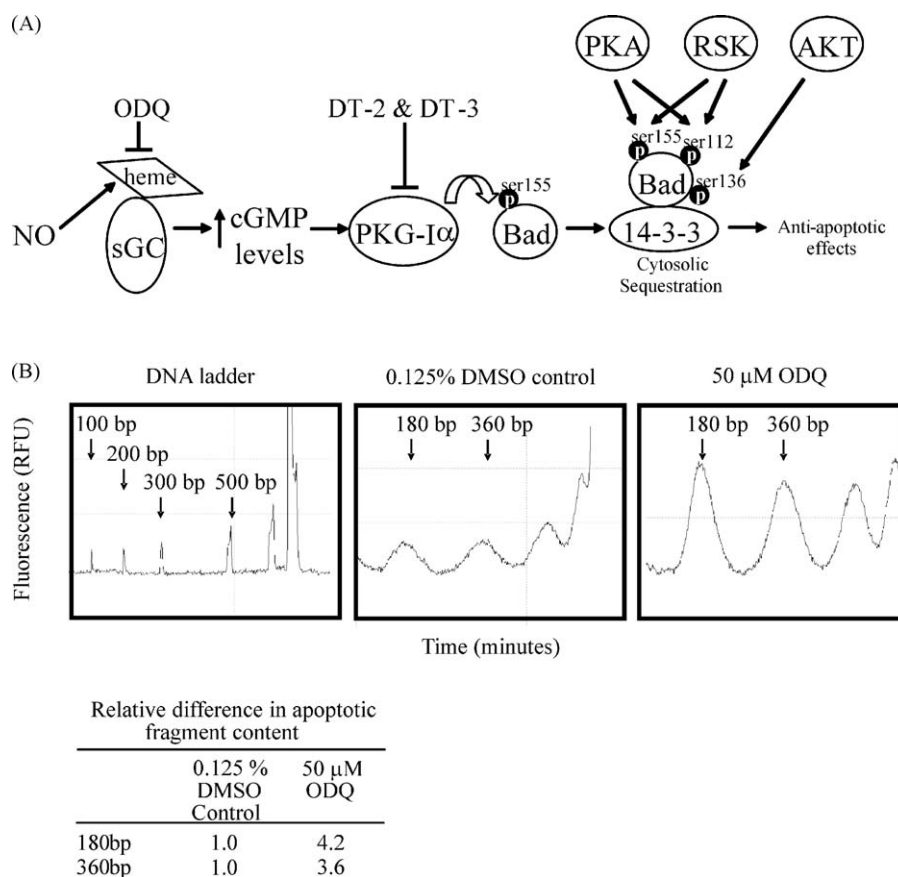 (A)
PKA RSK AKT
ODQ
DT-2 & DT-3
ser155 ser112
p p
heme
ser155
Bad
ser136
p
p
NO
sGC
cGMP
levels
PKG-Iα
Bad
14-3-3
Anti-apoptotic
effects
Cytosolic
Sequestration
(B)
DNA ladder
0.125% DMSO control
50 μM ODQ
Fluorescence (RFU)
100 bp
200 bp
300 bp
500 bp
180 bp 360 bp
180 bp 360 bp
Time (minutes)
Relative difference in apoptotic
fragment content
0.125 % 50 μM
DMSO ODQ
Control
180bp 1.0 4.2
360bp 1.0 3.6